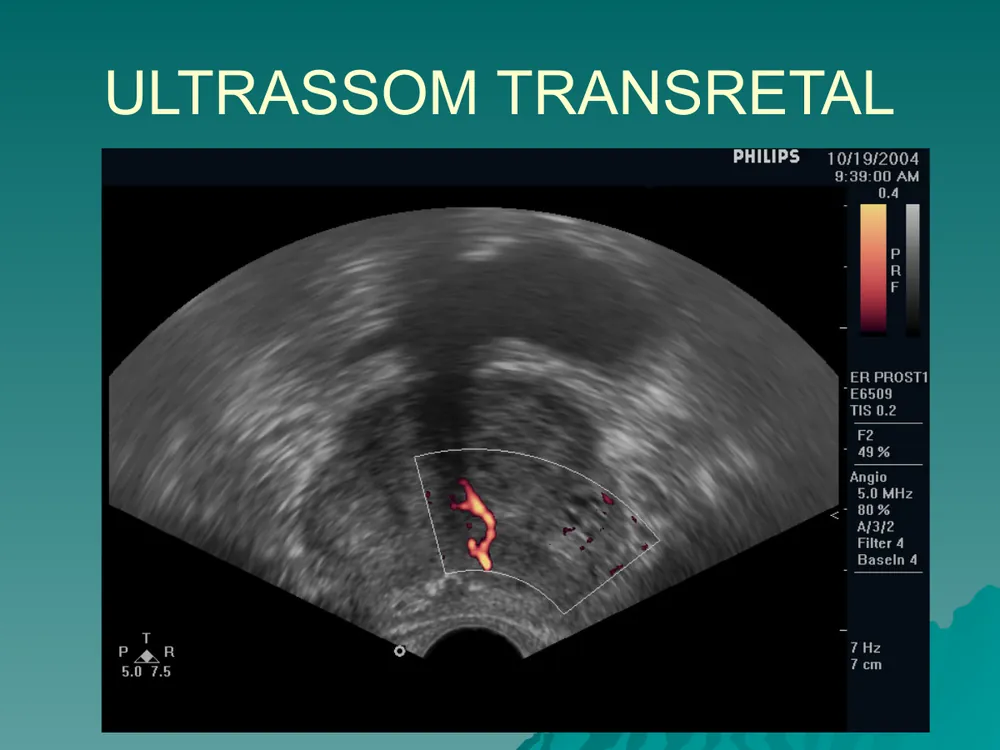 ULTRASSOM TRANSRETAL
PHILIPS
10/19/2004
9:39:00 AM
0.4
P
R
F
ER PROST1
E6509
TIS 0.2
F2
49 %
Angio
5.0 MHz
80 %
A/3/2
Filter 4
Baseln 4
<
7 Hz
7 cm
T
P R
5.0 7.5